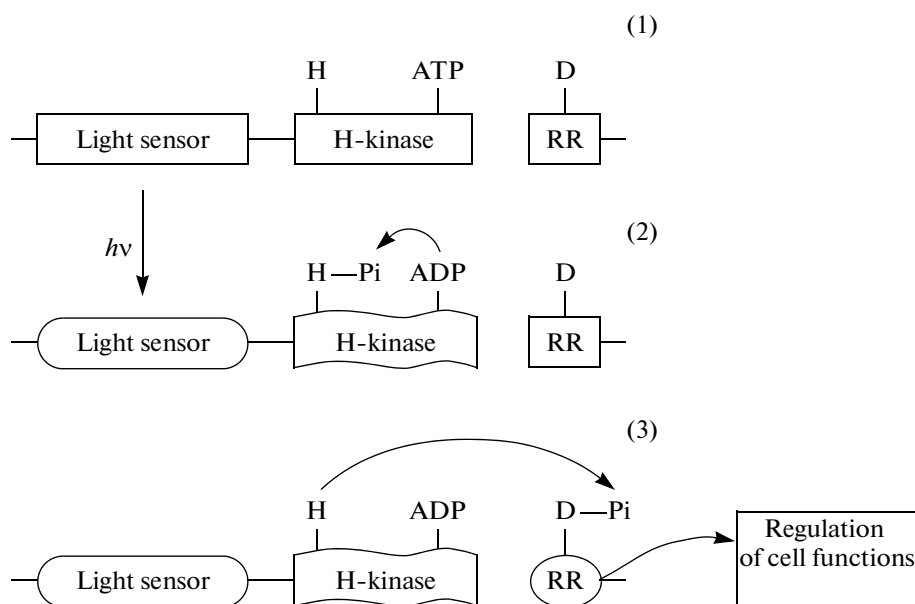 (1)
H ATP D
Light sensor H-kinase RR
hν
(2)
H—Pi ADP D
Light sensor H-kinase RR
(3)
H ADP D—Pi
Light sensor H-kinase RR
Regulation
of cell functions